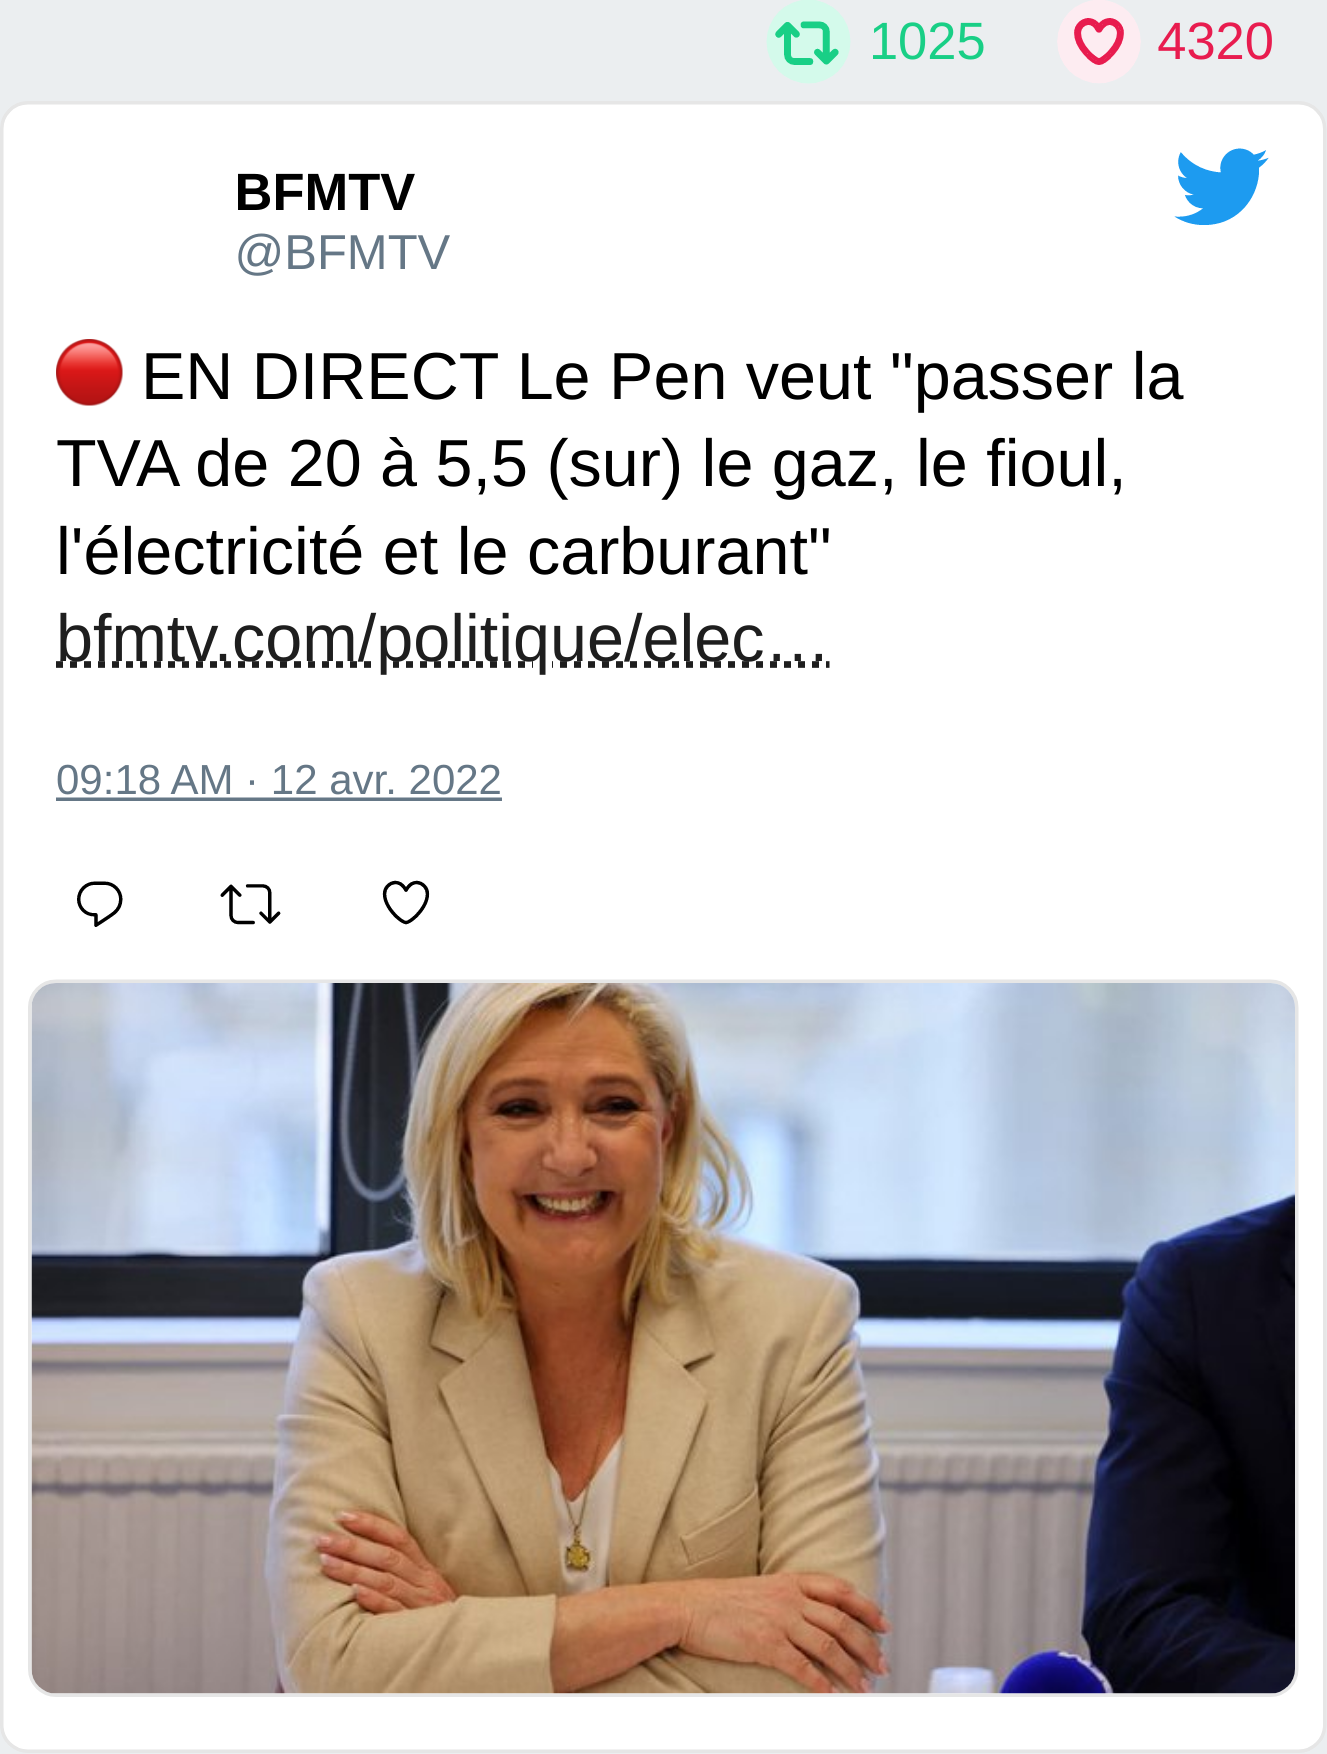 1025 4320
BFMTV
@BFMTV
🔴 EN DIRECT Le Pen veut "passer la
TVA de 20 à 5,5 (sur) le gaz, le fioul,
l'électricité et le carburant"
bfmtv.com/politique/elec…
09:18 AM · 12 avr. 2022